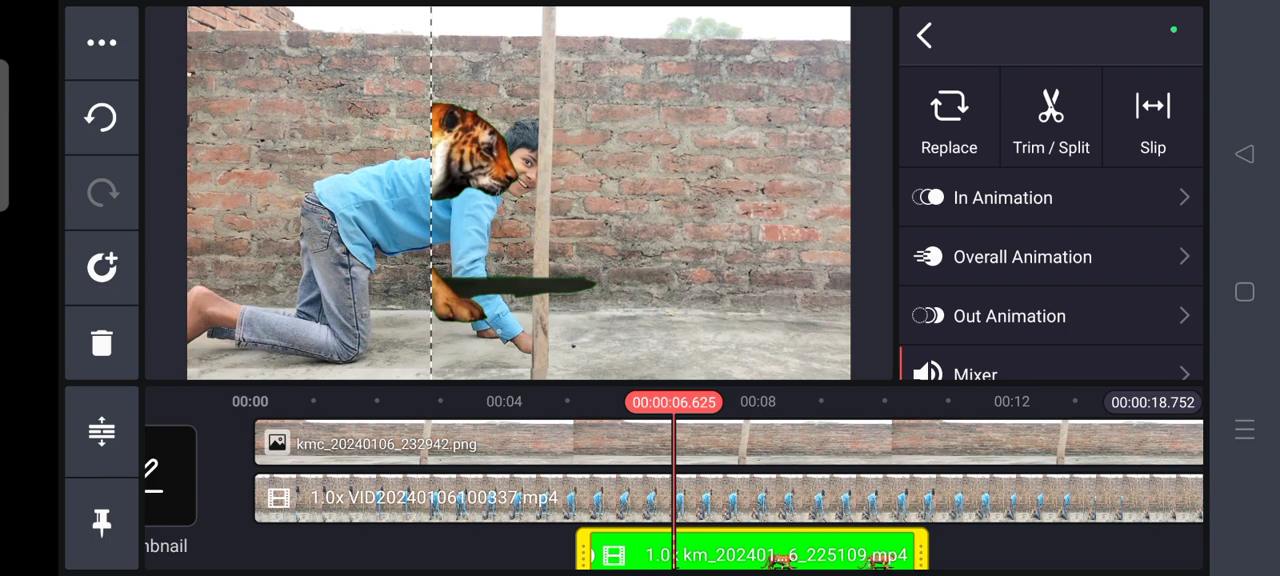 Replace
Trim / Split
Slip
In Animation
Overall Animation
Out Animation
Mixer
00:00
00:04
00:00:06.625
00:08
00:12
00:00:18.752
kmc_20240106_232942.png
1.0x VID20240106100337.mp4
nbnail
1.0x km_202401...6_225109.mp4